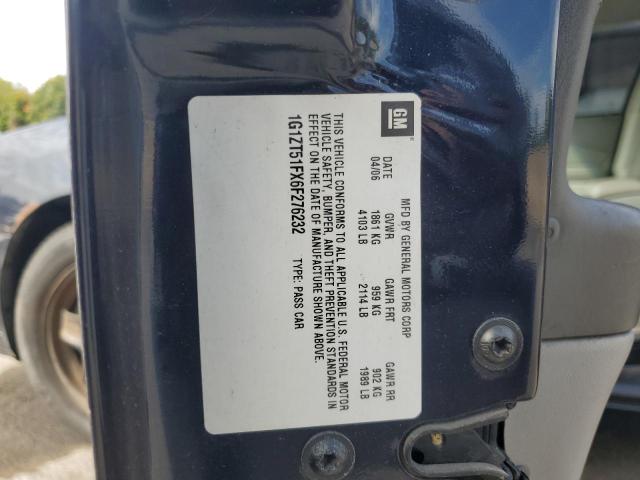 GM
MFD BY GENERAL MOTORS CORP
DATE GVWR GAWR FRT GAWR RR
04/06 1861 KG 959 KG 902 KG
4103 LB 2114 LB 1989 LB
THIS VEHICLE CONFORMS TO ALL APPLICABLE U.S. FEDERAL MOTOR
VEHICLE SAFETY, BUMPER, AND THEFT PREVENTION STANDARDS IN
EFFECT ON THE DATE OF MANUFACTURE SHOWN ABOVE.
1G1ZT51FX6F276232 TYPE: PASS CAR